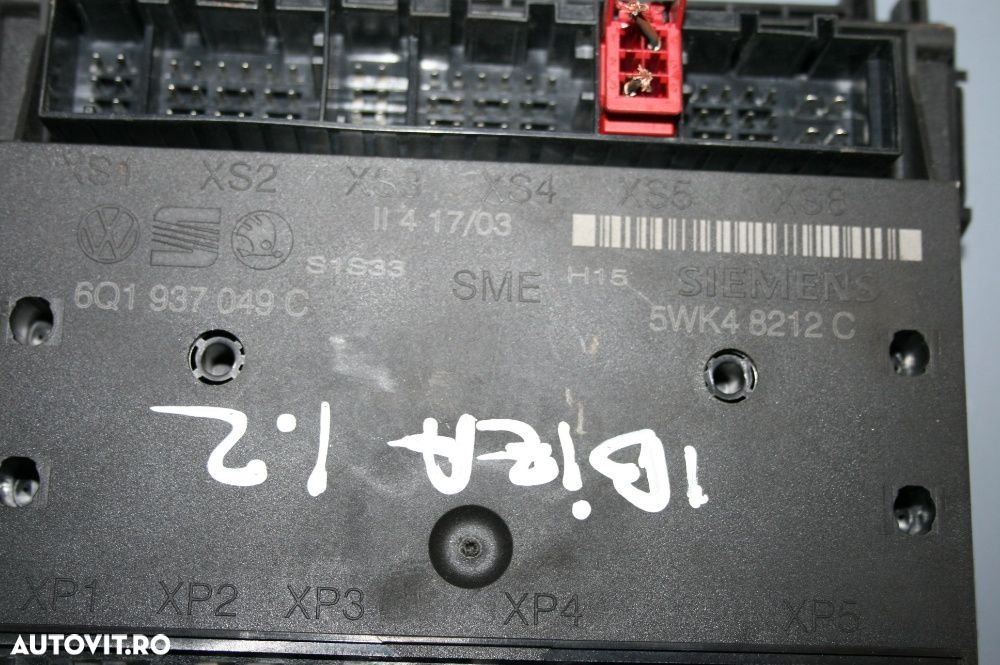 XS1 XS2 XS3 XS4 XS5 XS6
II 4 17/03
S1S33 SME H15 SIEMENS
6Q1 937 049 C 5WK4 8212 C
IBIZA 1.2
XP1 XP2 XP3 XP4 XP5
AUTOVIT.RO